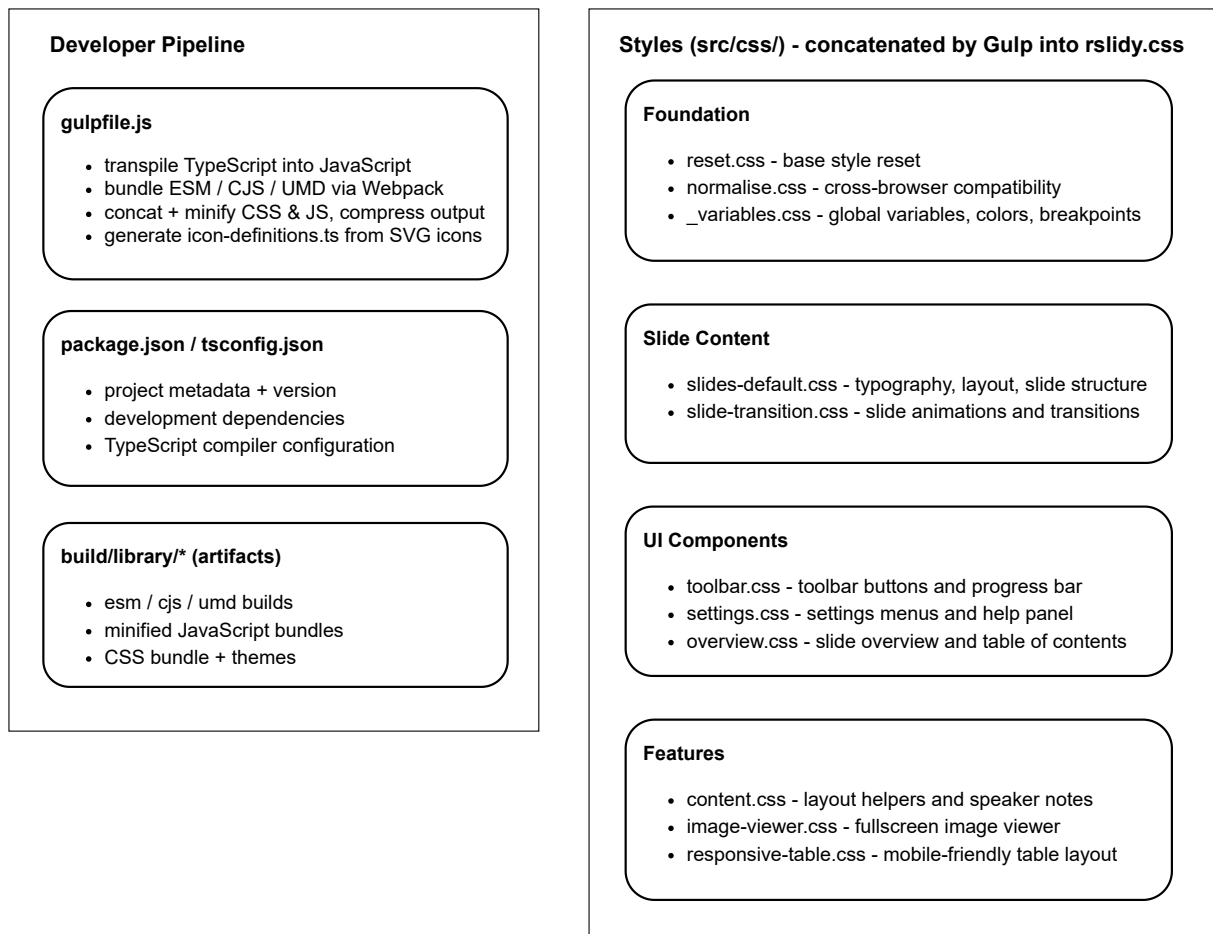 Developer Pipeline
gulpfile.js
• transpile TypeScript into JavaScript
• bundle ESM / CJS / UMD via Webpack
• concat + minify CSS & JS, compress output
• generate icon-definitions.ts from SVG icons
package.json / tsconfig.json
• project metadata + version
• development dependencies
• TypeScript compiler configuration
build/library/* (artifacts)
• esm / cjs / umd builds
• minified JavaScript bundles
• CSS bundle + themes
Styles (src/css/) - concatenated by Gulp into rslidy.css
Foundation
• reset.css - base style reset
• normalise.css - cross-browser compatibility
• _variables.css - global variables, colors, breakpoints
Slide Content
• slides-default.css - typography, layout, slide structure
• slide-transition.css - slide animations and transitions
UI Components
• toolbar.css - toolbar buttons and progress bar
• settings.css - settings menus and help panel
• overview.css - slide overview and table of contents
Features
• content.css - layout helpers and speaker notes
• image-viewer.css - fullscreen image viewer
• responsive-table.css - mobile-friendly table layout